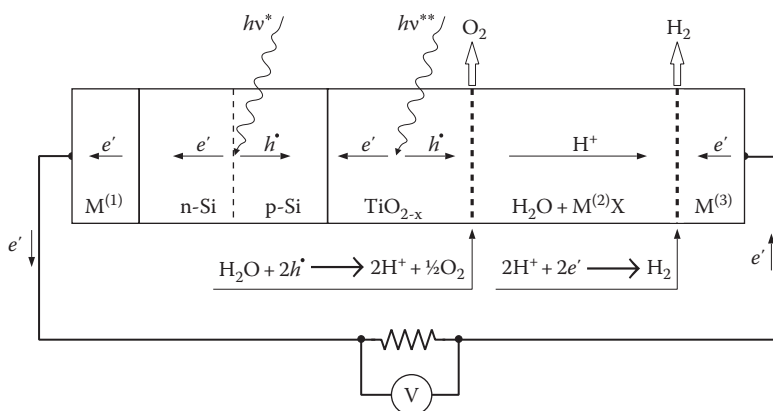 hν* hν** O₂ H₂
e′ e′ h• e′ h• H⁺ e′
M⁽¹⁾ n-Si p-Si TiO₂₋ₓ H₂O + M⁽²⁾X M⁽³⁾
e′ H₂O + 2h• ⟶ 2H⁺ + ½O₂ 2H⁺ + 2e′ ⟶ H₂ e′
V